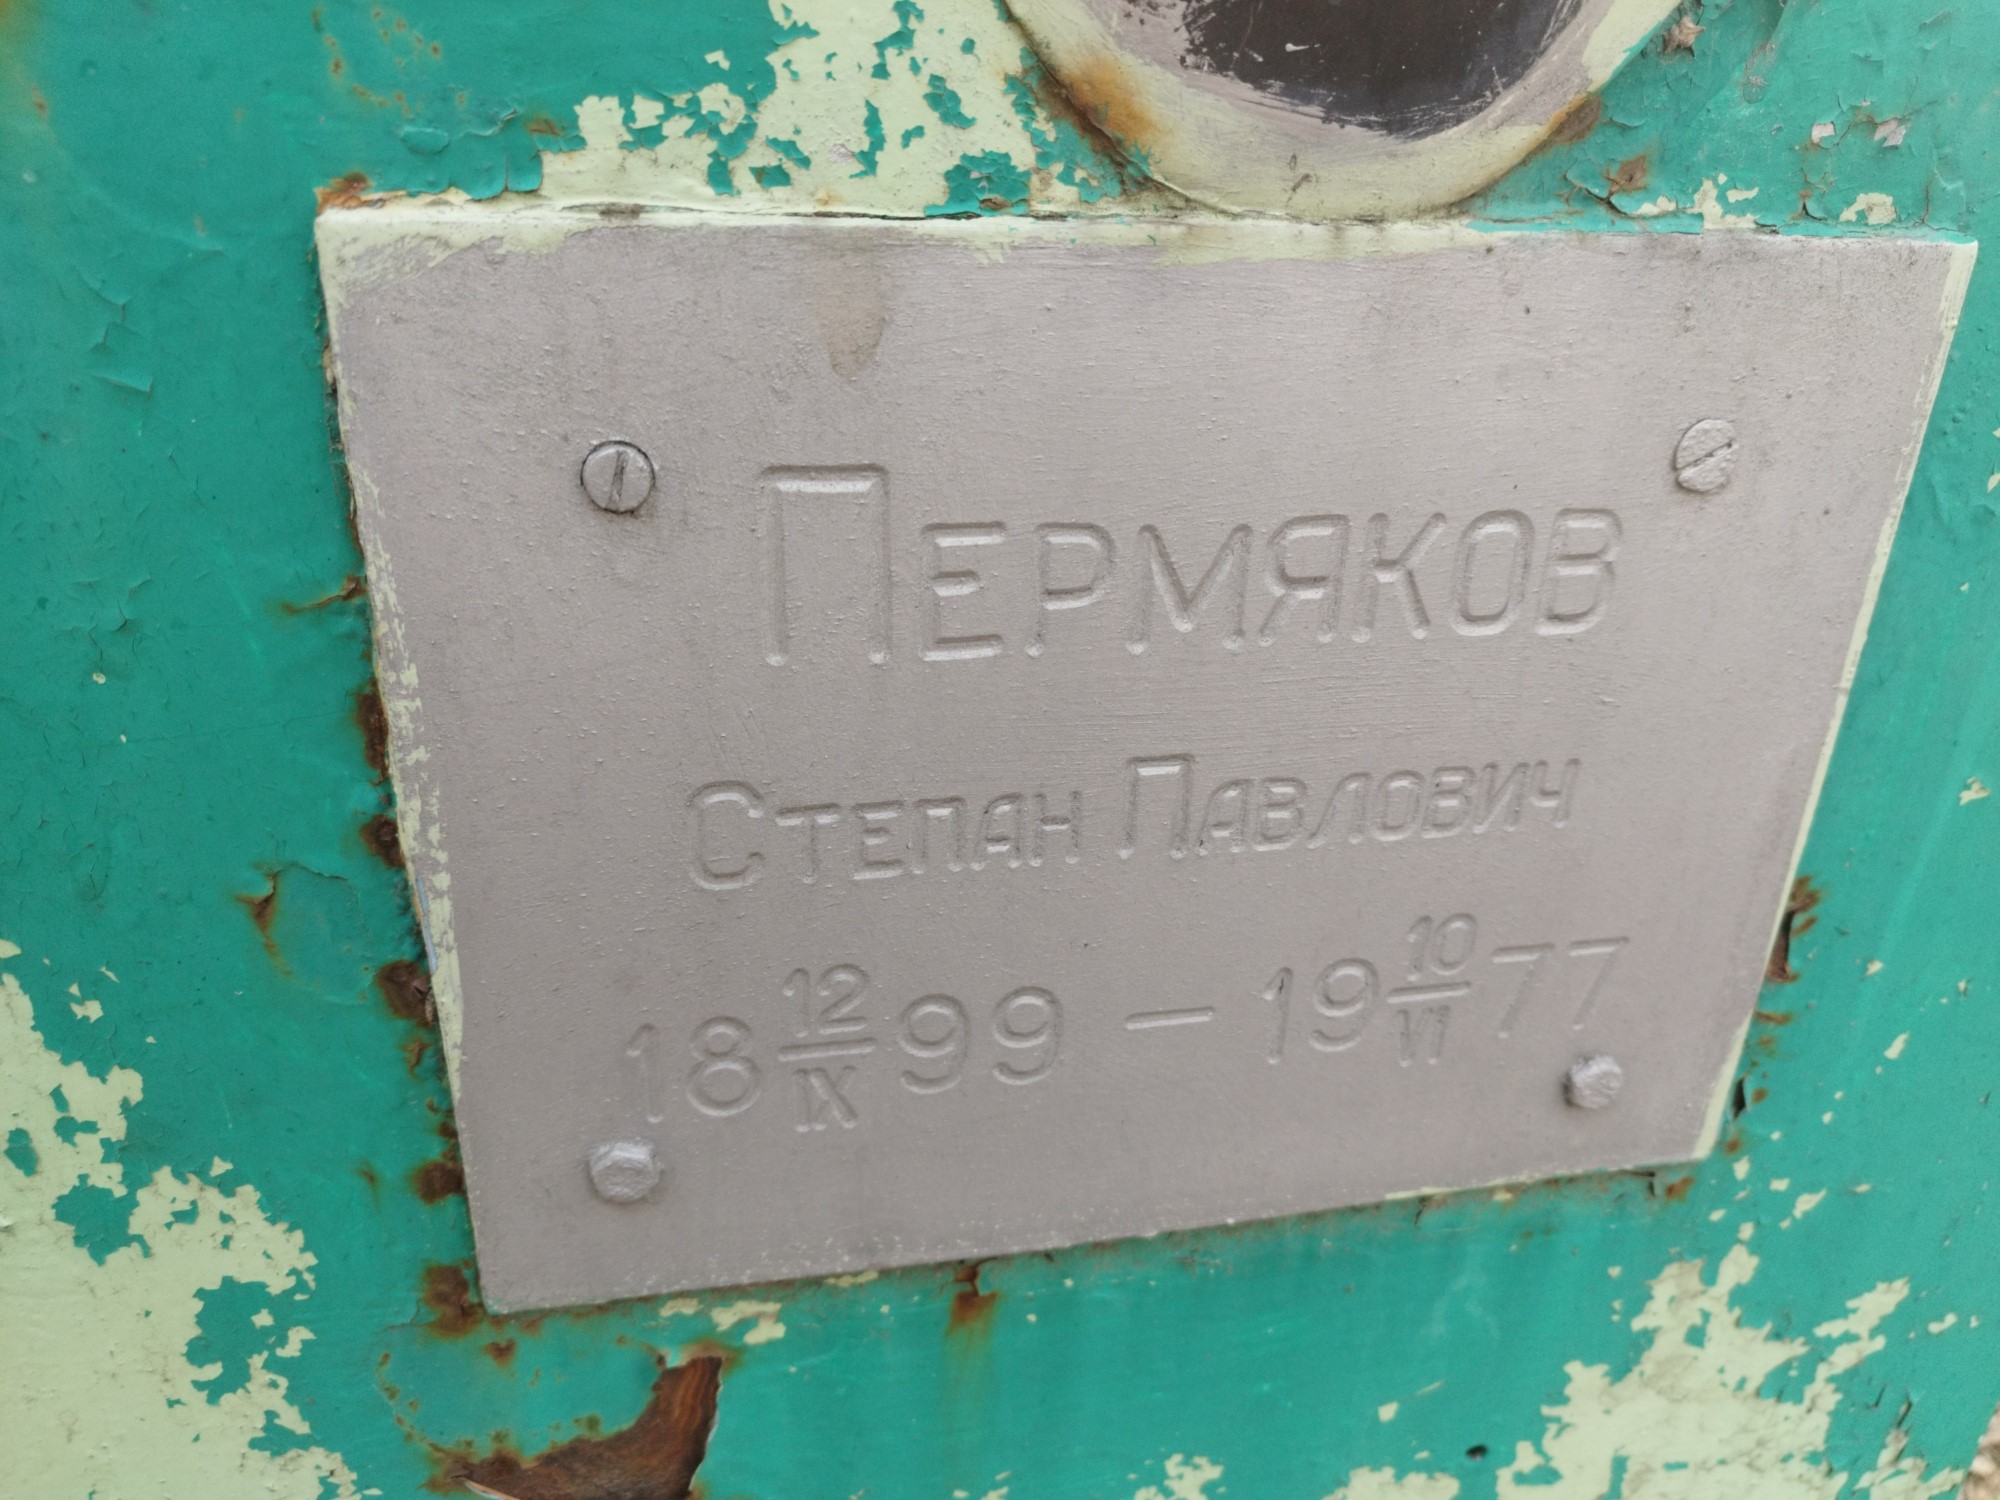 Пермяков
Степан Павлович
18 12/IX 99 — 19 10/VI 77